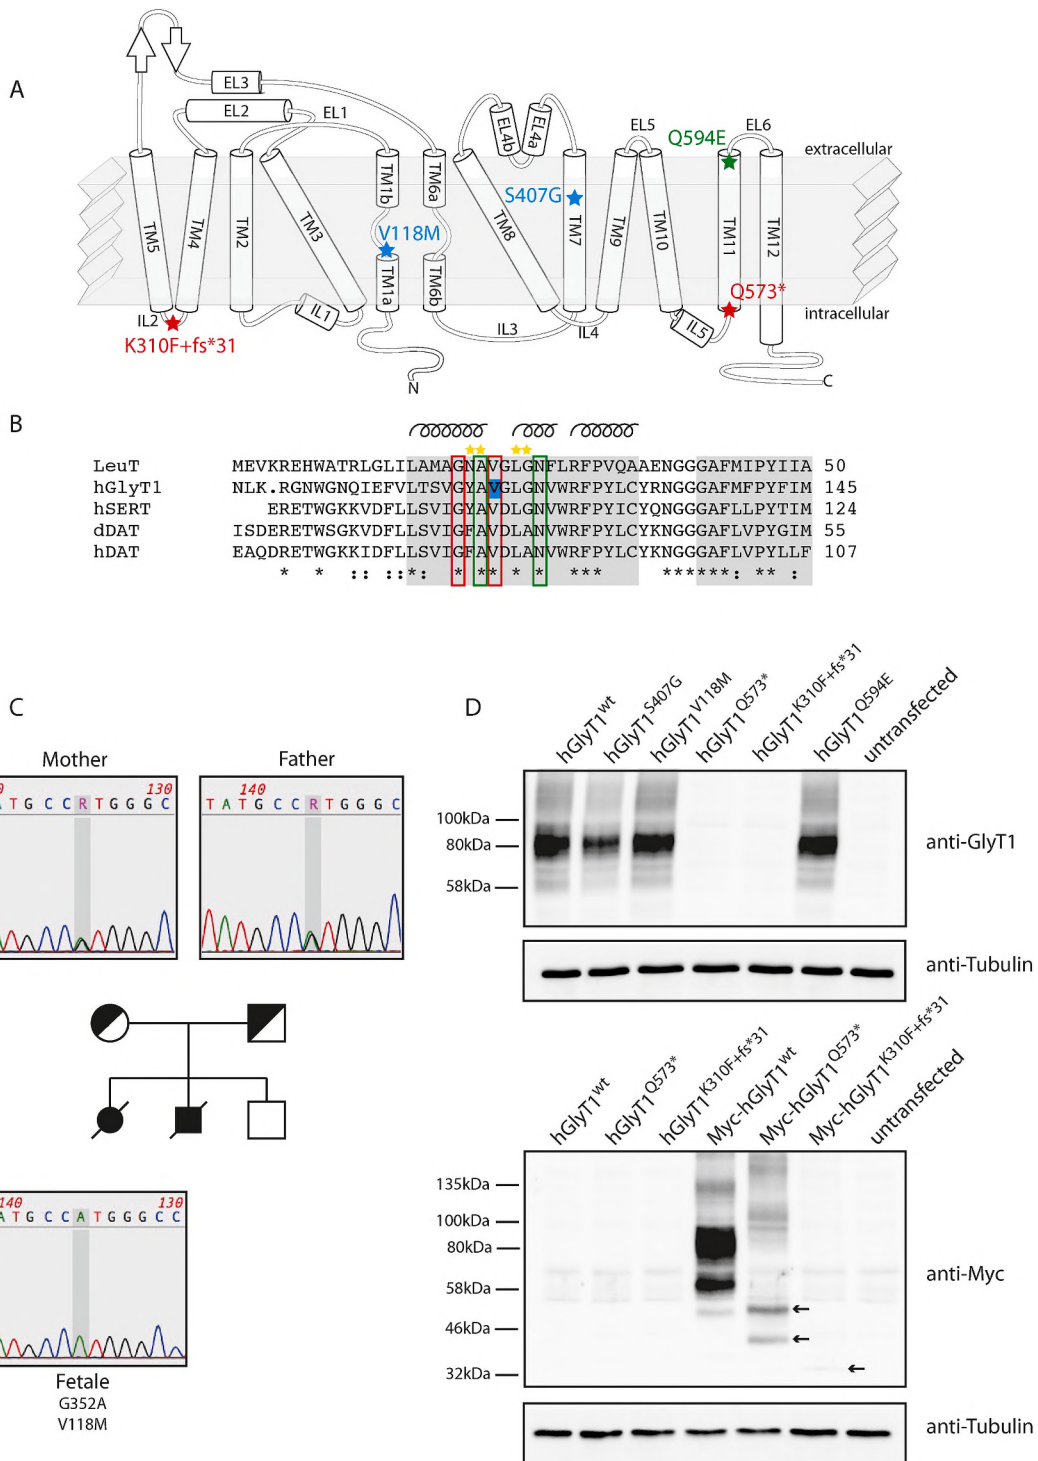 A
EL3
EL2
EL1
EL4b
EL4a
EL5
EL6
Q594E
extracellular
TM5
TM4
TM2
TM3
TM1b
TM6a
TM8
S407G
TM7
TM9
TM10
TM11
TM12
V118M
TM1a
TM6b
Q573*
intracellular
IL2
IL1
IL3
IL4
IL5
K310F+fs*31
N
C
B
LeuT MEVKREHWATRLGLILAMAGNAVGLGNFLRFPVQAAENGGGAFMIPYIIA 50
hGlyT1 NLK.RGNWGNQIEFVLTSVGYAVGLGNVWRFPYLCYRNGGGAFMFPYFIM 145
hSERT ERETWGKVDFLLSVIGYAVDLGNVWRFPYICYQNGGGAFLLPYTIM 124
dDAT ISDERETWSGKVDFLLSVIGFAVDLANVWRFPYLCYKNGGGAFLVPYGIM 55
hDAT EAQDRETWGKKIDFLLSVIGFAVDLANVWRFPYLCYKNGGGAFLVPYLLF 107
* * :: ::*: * ** * * *** ******: ** :
C
Mother
Father
130
ATGCCRTGGGC
140
TATGCCRTGGGC
140 130
ATGCCATGGGCC
Fetale
G352A
V118M
D
hGlyT1wt
hGlyT1S407G
hGlyT1V118M
hGlyT1Q573*
hGlyT1K310F+fs*31
hGlyT1Q594E
untransfected
100kDa
80kDa
58kDa
anti-GlyT1
anti-Tubulin
hGlyT1wt
hGlyT1Q573*
hGlyT1K310F+fs*31
Myc-hGlyT1wt
Myc-hGlyT1Q573*
Myc-hGlyT1K310F+fs*31
untransfected
135kDa
100kDa
80kDa
58kDa
46kDa
32kDa
anti-Myc
anti-Tubulin